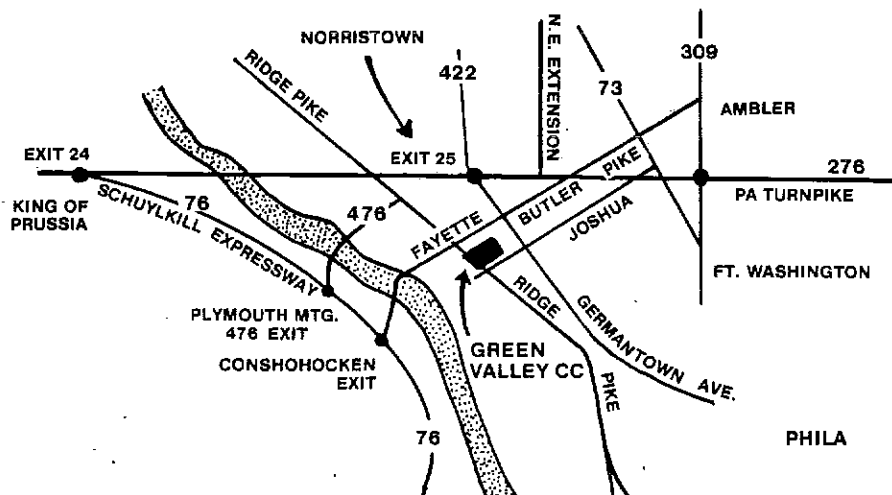 NORRISTOWN
RIDGE PIKE
422
N.E. EXTENSION
73
309
AMBLER
EXIT 24
EXIT 25
276
PA TURNPIKE
KING OF
PRUSSIA
76
SCHUYLKILL EXPRESSWAY
476
FAYETTE
BUTLER PIKE
JOSHUA
FT. WASHINGTON
PLYMOUTH MTG.
476 EXIT
CONSHOHOCKEN
EXIT
GREEN
VALLEY CC
RIDGE
PIKE
GERMANTOWN AVE.
76
PHILA